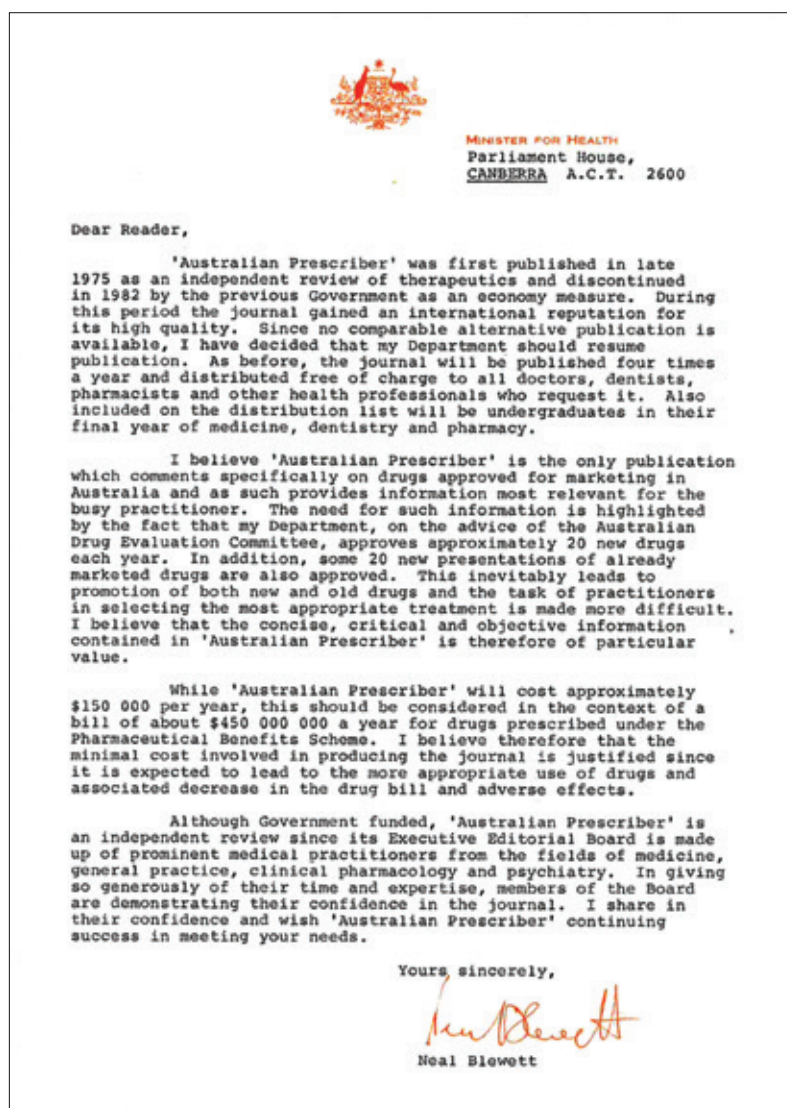 MINISTER FOR HEALTH
Parliament House,
CANBERRA A.C.T. 2600
Dear Reader,
'Australian Prescriber' was first published in late
1975 as an independent review of therapeutics and discontinued
in 1982 by the previous Government as an economy measure. During
this period the journal gained an international reputation for
its high quality. Since no comparable alternative publication is
available, I have decided that my Department should resume
publication. As before, the journal will be published four times
a year and distributed free of charge to all doctors, dentists,
pharmacists and other health professionals who request it. Also
included on the distribution list will be undergraduates in their
final year of medicine, dentistry and pharmacy.
I believe 'Australian Prescriber' is the only publication
which comments specifically on drugs approved for marketing in
Australia and as such provides information most relevant for the
busy practitioner. The need for such information is highlighted
by the fact that my Department, on the advice of the Australian
Drug Evaluation Committee, approves approximately 20 new drugs
each year. In addition, some 20 new presentations of already
marketed drugs are also approved. This inevitably leads to
promotion of both new and old drugs and the task of practitioners
in selecting the most appropriate treatment is made more difficult.
I believe that the concise, critical and objective information
contained in 'Australian Prescriber' is therefore of particular
value.
While 'Australian Prescriber' will cost approximately
$150 000 per year, this should be considered in the context of a
bill of about $450 000 000 a year for drugs prescribed under the
Pharmaceutical Benefits Scheme. I believe therefore that the
minimal cost involved in producing the journal is justified since
it is expected to lead to the more appropriate use of drugs and
associated decrease in the drug bill and adverse effects.
Although Government funded, 'Australian Prescriber' is
an independent review since its Executive Editorial Board is made
up of prominent medical practitioners from the fields of medicine,
general practice, clinical pharmacology and psychiatry. In giving
so generously of their time and expertise, members of the Board
are demonstrating their confidence in the journal. I share in
their confidence and wish 'Australian Prescriber' continuing
success in meeting your needs.
Yours sincerely,
Neal Blewett
Neal Blewett